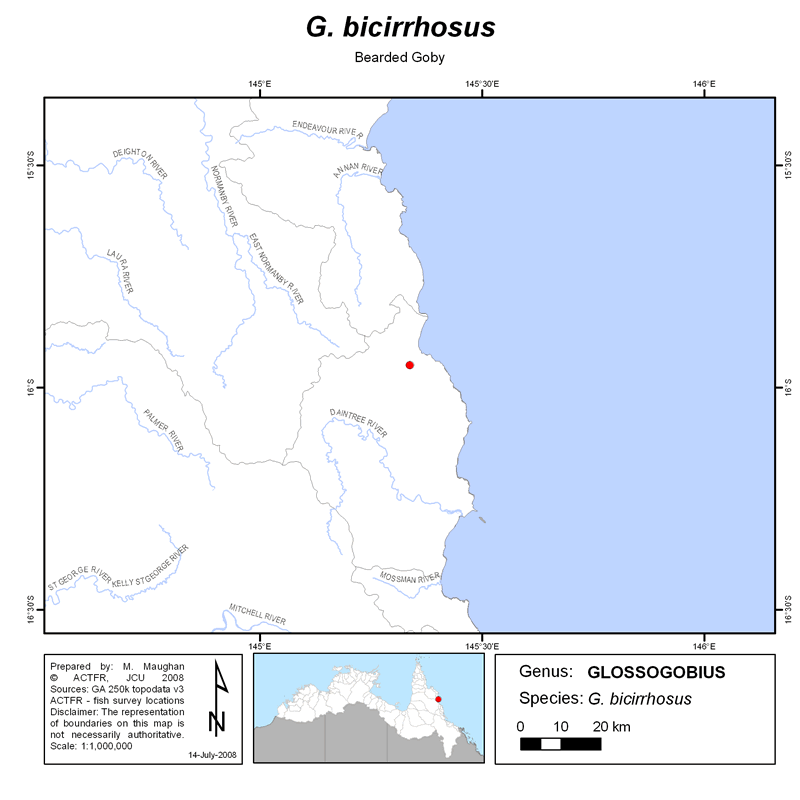 G. bicirrhosus
Bearded Goby
145°E
145°30'E
146°E
15°30'S
15°30'S
ENDEAVOUR RIVER
DEIGHTON RIVER
ANNAN RIVER
NORMANBY RIVER
EAST NORMANBY RIVER
LAURA RIVER
16°S
16°S
DAINTREE RIVER
PALMER RIVER
ST GEORGE RIVER
KELLY ST GEORGE RIVER
MOSSMAN RIVER
MITCHELL RIVER
16°30'S
16°30'S
145°E
145°30'E
146°E
Prepared by: M. Maughan
© ACTFR, JCU 2008
Sources: GA 250k topodata v3
ACTFR - fish survey locations
Disclaimer: The representation
of boundaries on this map is
not necessarily authoritative.
Scale: 1:1,000,000
N
14-July-2008
Genus: GLOSSOGOBIUS
Species: G. bicirrhosus
0 10 20 km